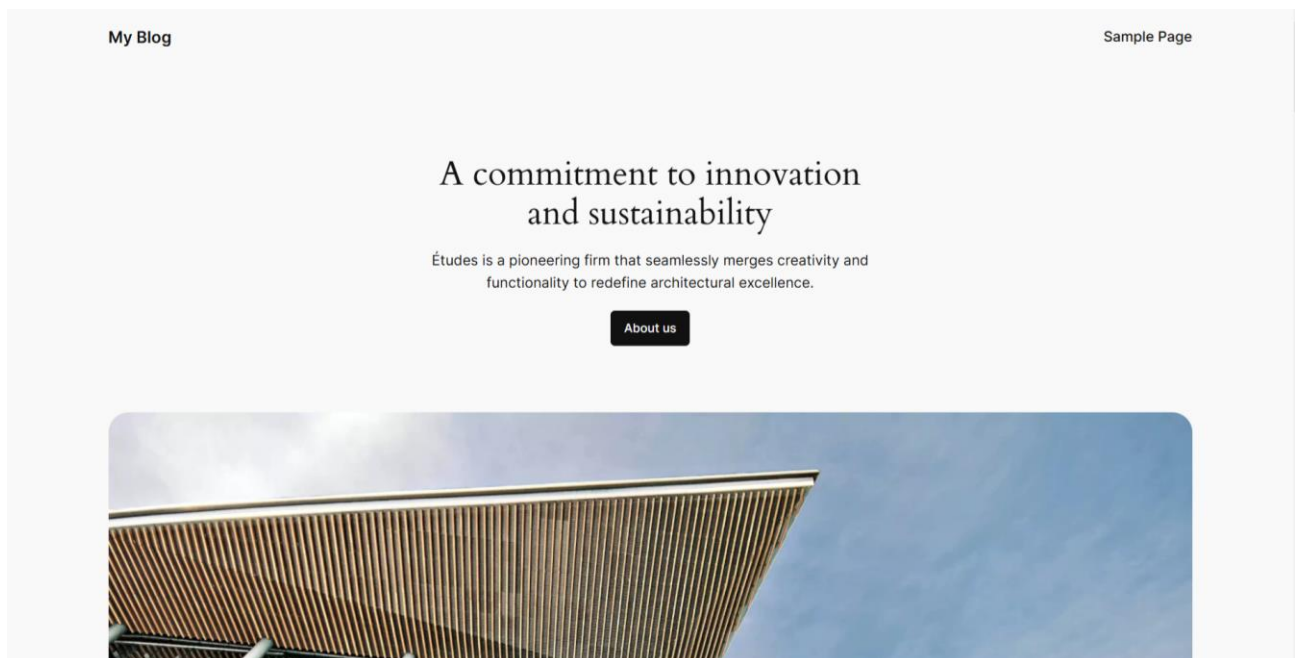 My Blog
Sample Page
A commitment to innovation
and sustainability
Études is a pioneering firm that seamlessly merges creativity and
functionality to redefine architectural excellence.
About us